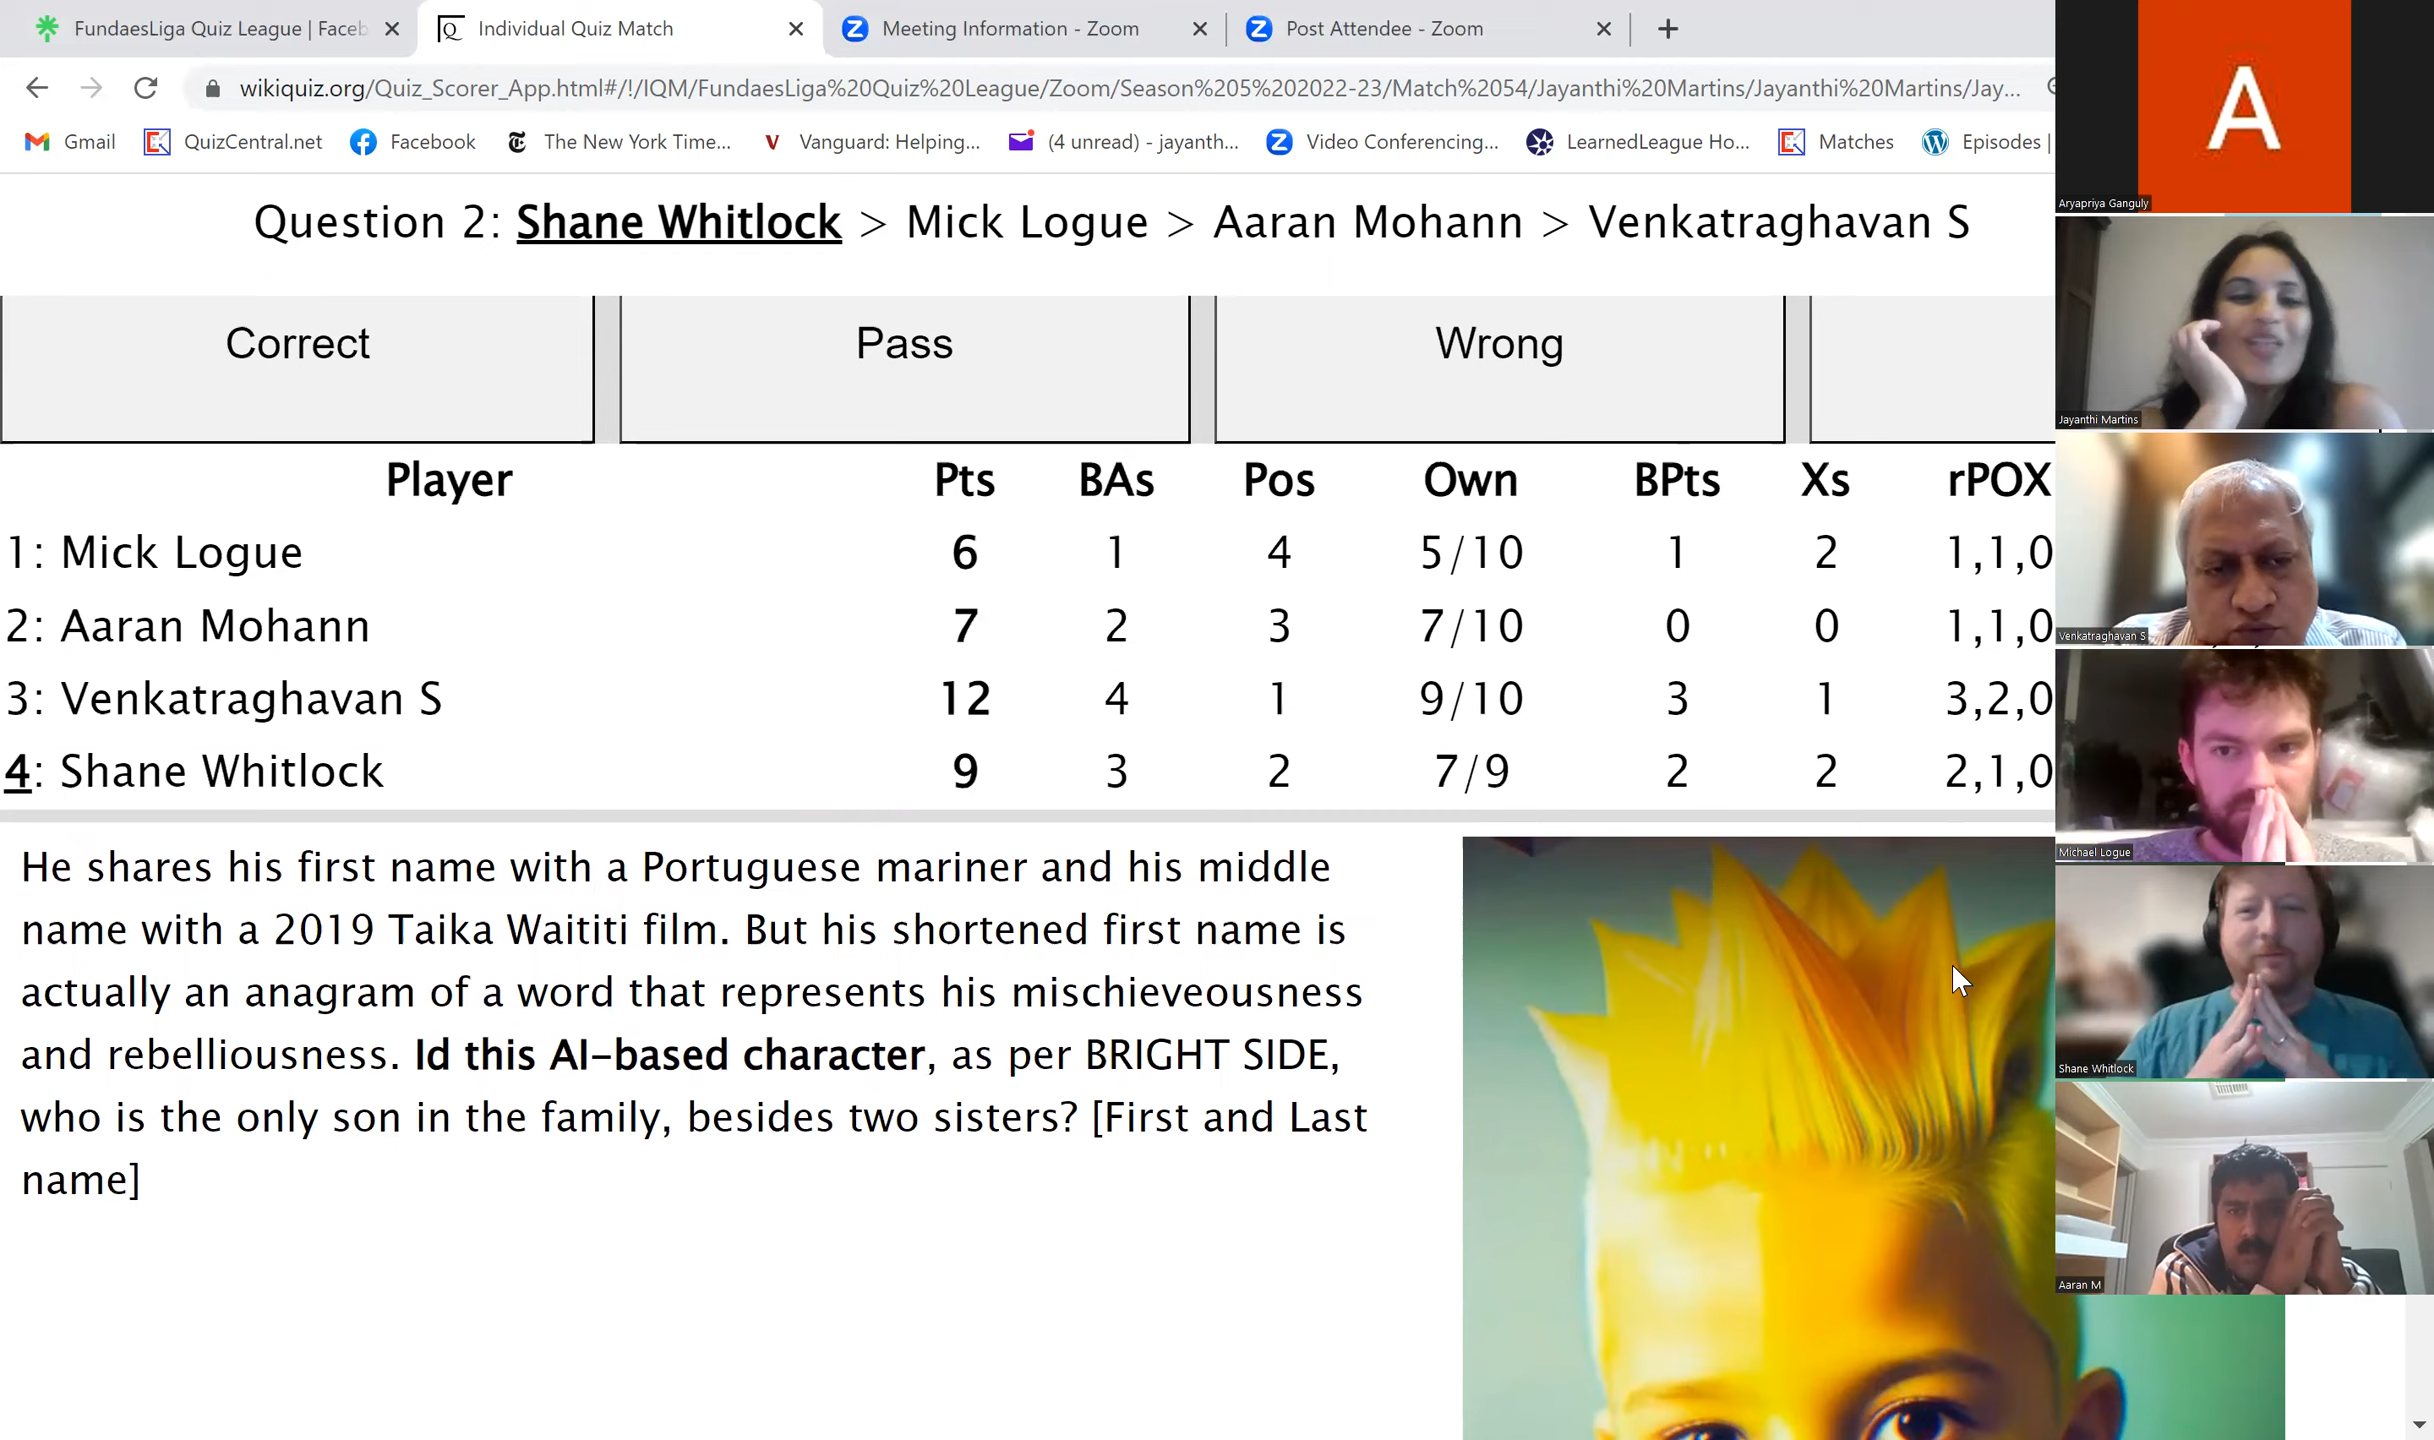 FundaesLiga Quiz League | Faceb
Individual Quiz Match
Meeting Information - Zoom
Post Attendee - Zoom
wikiquiz.org/Quiz_Scorer_App.html#/!/IQM/FundaesLiga%20Quiz%20League/Zoom/Season%205%202022-23/Match%2054/Jayanthi%20Martins/Jayanthi%20Martins/Jay...
Gmail QuizCentral.net Facebook The New York Time... Vanguard: Helping... (4 unred) - jayanth... Video Conferencing... LearnedLeague Ho... Matches Episodes |
Question 2: Shane Whitlock > Mick Logue > Aaran Mohann > Venkatraghavan S
Correct Pass Wrong
Player Pts BAs Pos Own BPts Xs rPOX
1: Mick Logue 6 1 4 5/10 1 2 1,1,0
2: Aaran Mohann 7 2 3 7/10 0 0 1,1,0
3: Venkatraghavan S 12 4 1 9/10 3 1 3,2,0
4: Shane Whitlock 9 3 2 7/9 2 2 2,1,0
He shares his first name with a Portuguese mariner and his middle
name with a 2019 Taika Waititi film. But his shortened first name is
actually an anagram of a word that represents his mischieveousness
and rebelliousness. Id this AI-based character, as per BRIGHT SIDE,
who is the only son in the family, besides two sisters? [First and Last
name]
A
Aryapriya Ganguly
Jayanthi Martins
Venkatraghavan S
Michael Logue
Shane Whitlock
Aaran M